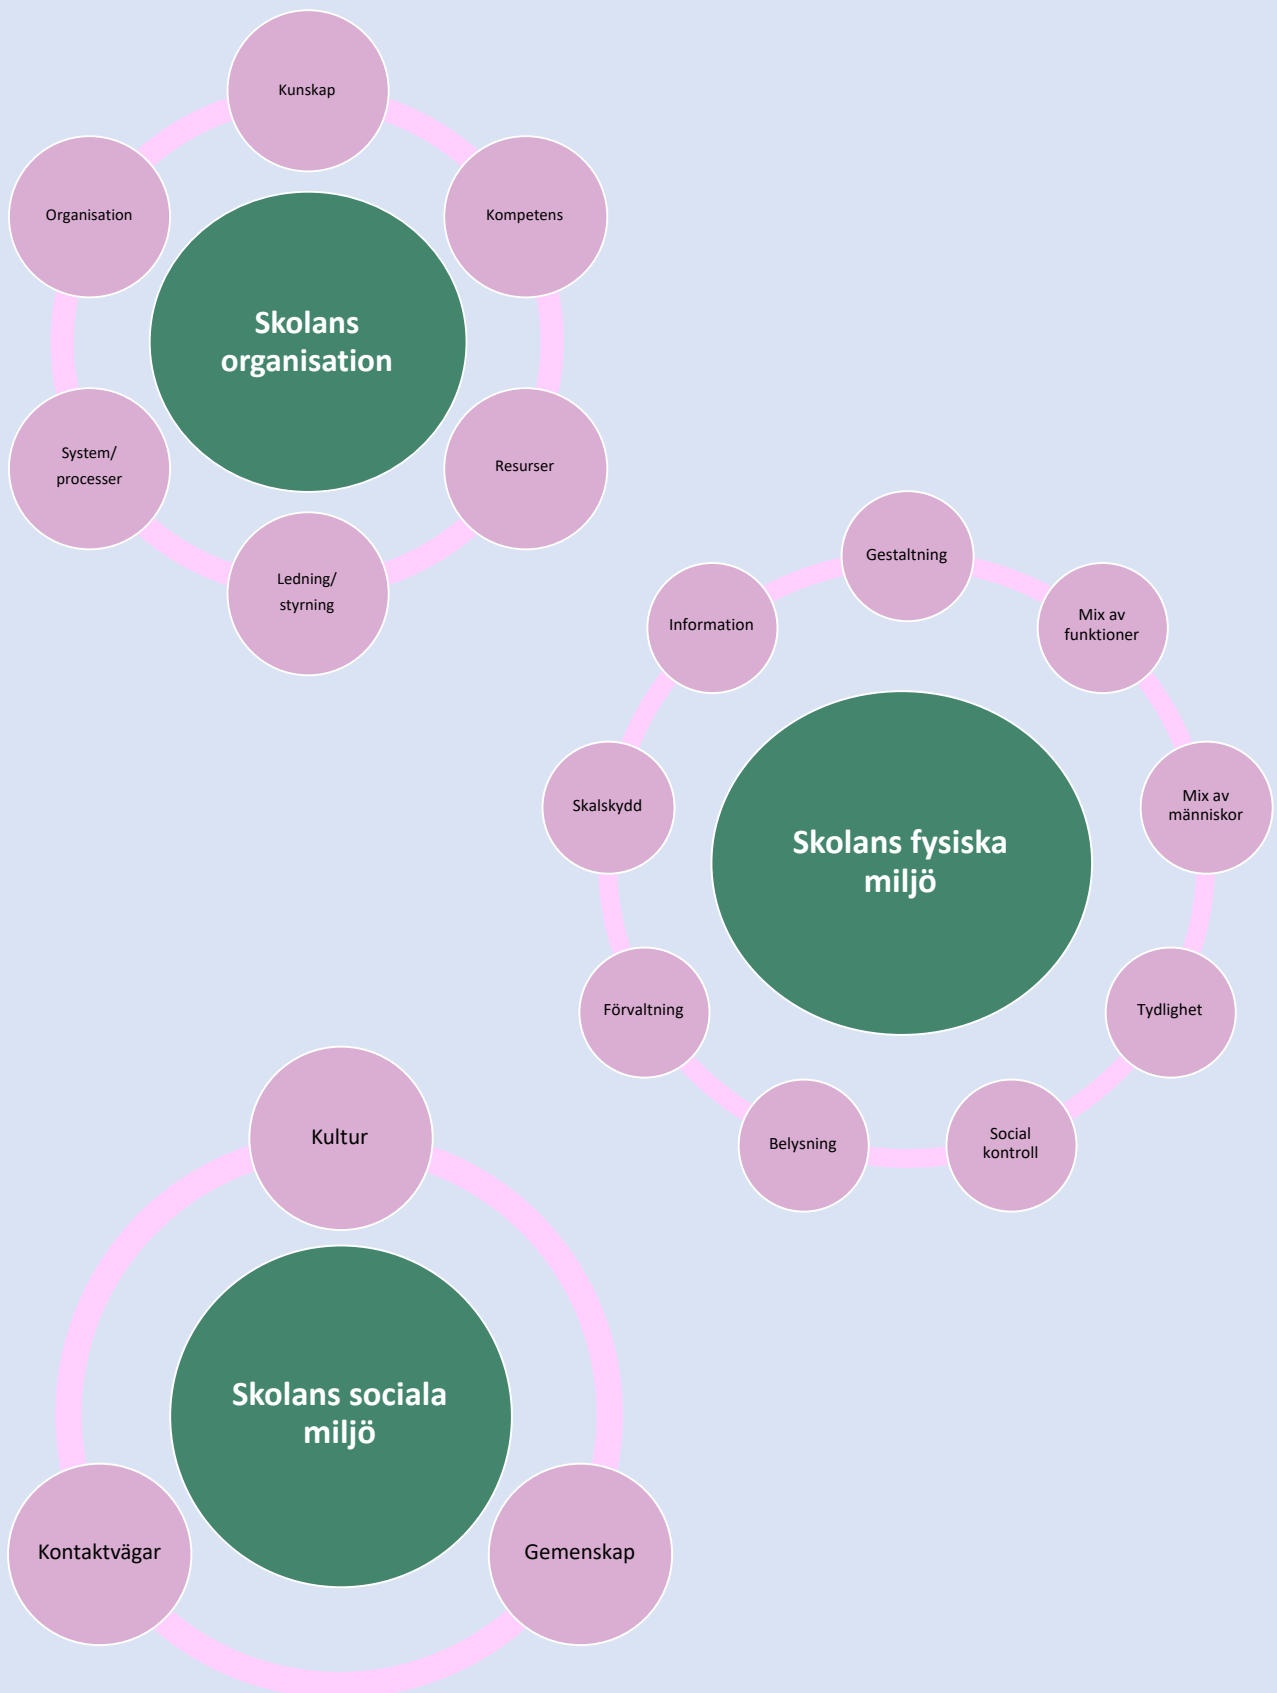 Kunskap
Organisation
Kompetens
Skolans
organisation
System/
processer
Resurser
Ledning/
styrning
Gestaltning
Information
Mix av
funktioner
Skalskydd
Mix av
människor
Skolans fysiska
miljö
Förvaltning
Tydlighet
Belysning
Social
kontroll
Kultur
Skolans sociala
miljö
Kontaktvägar
Gemenskap